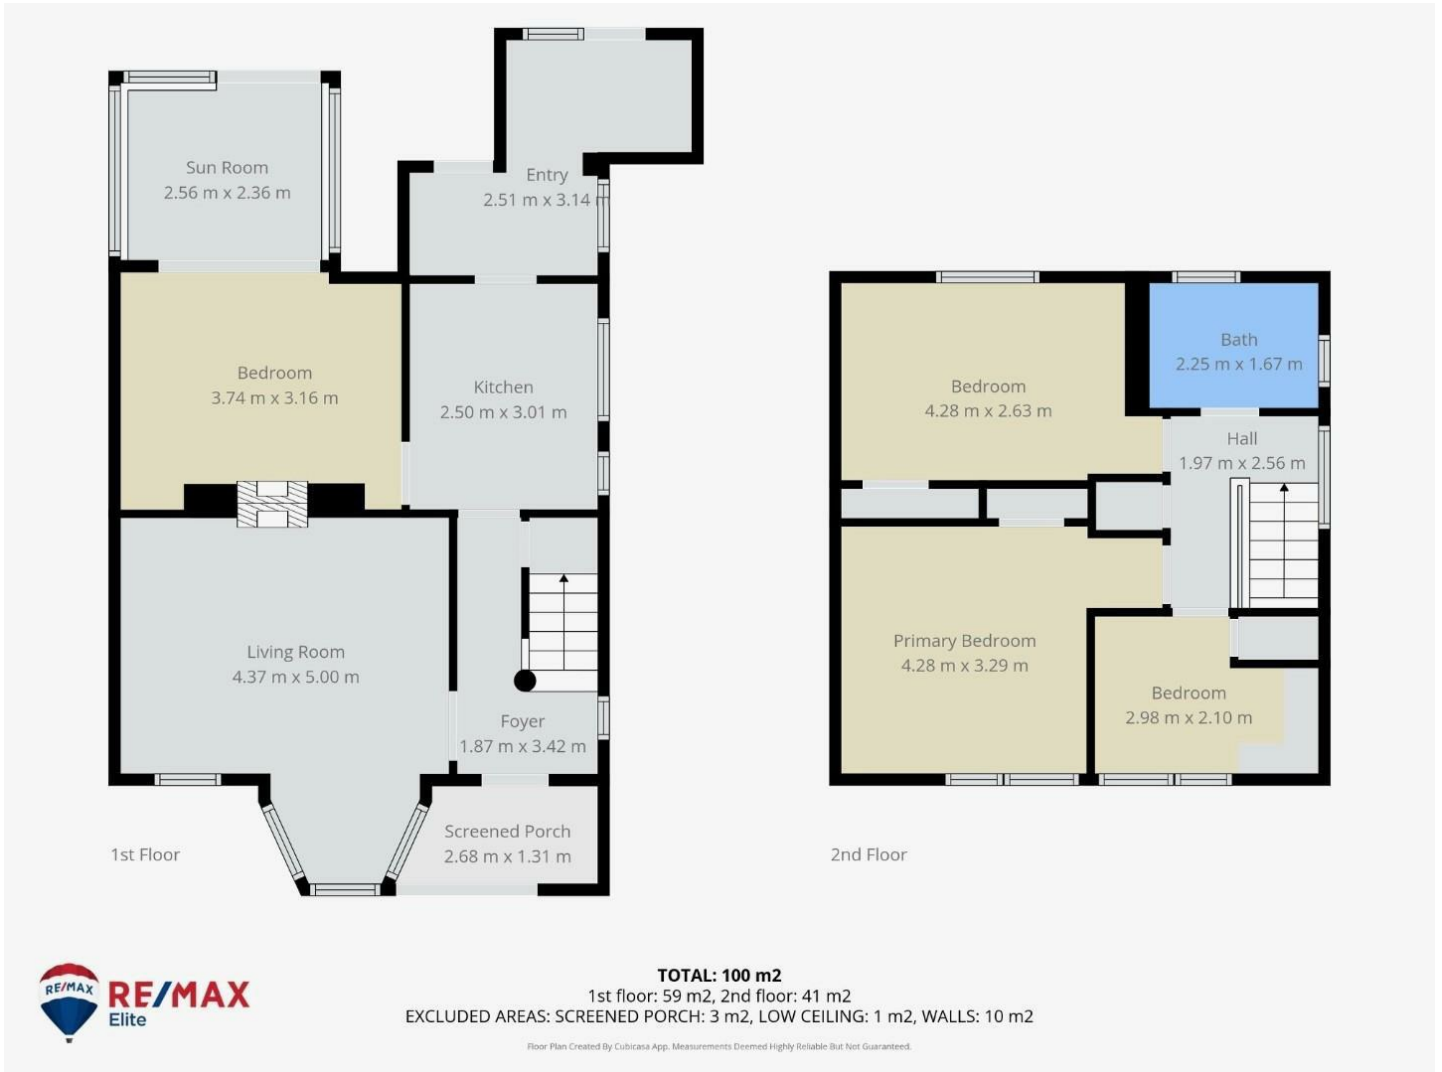 Sun Room
2.56 m x 2.36 m
Entry
2.51 m x 3.14 m
Bedroom
3.74 m x 3.16 m
Kitchen
2.50 m x 3.01 m
Living Room
4.37 m x 5.00 m
Foyer
1.87 m x 3.42 m
Screened Porch
2.68 m x 1.31 m
1st Floor
Bath
2.25 m x 1.67 m
Bedroom
4.28 m x 2.63 m
Hall
1.97 m x 2.56 m
Primary Bedroom
4.28 m x 3.29 m
Bedroom
2.98 m x 2.10 m
2nd Floor
RE/MAX
RE/MAX
Elite
TOTAL: 100 m2
1st floor: 59 m2, 2nd floor: 41 m2
EXCLUDED AREAS: SCREENED PORCH: 3 m2, LOW CEILING: 1 m2, WALLS: 10 m2
Floor Plan Created By Cubicasa App. Measurements Deemed Highly Reliable But Not Guaranteed.